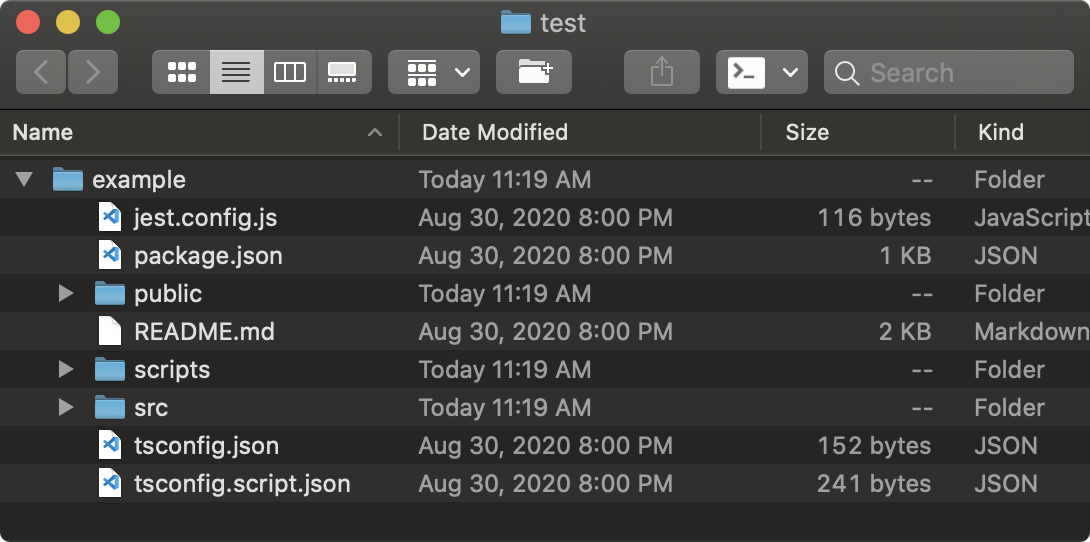 test
Search
Name Date Modified Size Kind
example Today 11:19 AM -- Folder
jest.config.js Aug 30, 2020 8:00 PM 116 bytes JavaScript
package.json Aug 30, 2020 8:00 PM 1 KB JSON
public Today 11:19 AM -- Folder
README.md Aug 30, 2020 8:00 PM 2 KB Markdown
scripts Today 11:19 AM -- Folder
src Today 11:19 AM -- Folder
tsconfig.json Aug 30, 2020 8:00 PM 152 bytes JSON
tsconfig.script.json Aug 30, 2020 8:00 PM 241 bytes JSON